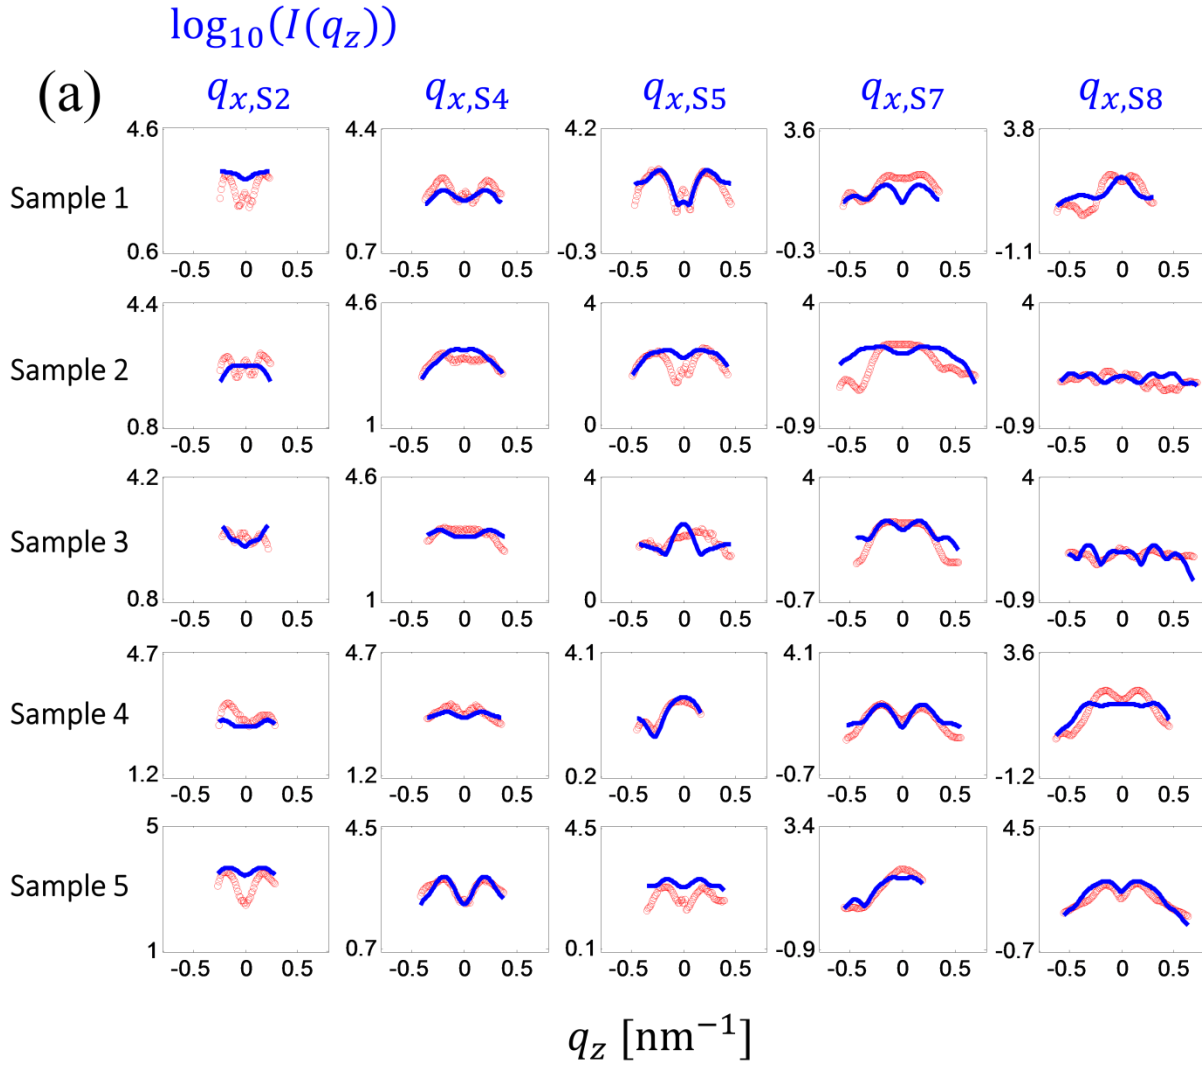 log₁₀(I(q_z))
(a) q_x,S2 q_x,S4 q_x,S5 q_x,S7 q_x,S8
4.6 4.4 4.2 3.6 3.8
Sample 1
0.6 0.7 -0.3 -0.3 -1.1
-0.5 0 0.5 -0.5 0 0.5 -0.5 0 0.5 -0.5 0 0.5 -0.5 0 0.5
4.4 4.6 4 4 4
Sample 2
0.8 1 0 -0.9 -0.9
-0.5 0 0.5 -0.5 0 0.5 -0.5 0 0.5 -0.5 0 0.5 -0.5 0 0.5
4.2 4.6 4 4 4
Sample 3
0.8 1 0 -0.7 -0.9
-0.5 0 0.5 -0.5 0 0.5 -0.5 0 0.5 -0.5 0 0.5 -0.5 0 0.5
4.7 4.7 4.1 4.1 3.6
Sample 4
1.2 1.2 0.2 -0.7 -1.2
-0.5 0 0.5 -0.5 0 0.5 -0.5 0 0.5 -0.5 0 0.5 -0.5 0 0.5
5 4.5 4.5 3.4 4.5
Sample 5
1 0.7 0.1 -0.9 -0.7
-0.5 0 0.5 -0.5 0 0.5 -0.5 0 0.5 -0.5 0 0.5 -0.5 0 0.5
q_z [nm⁻¹]